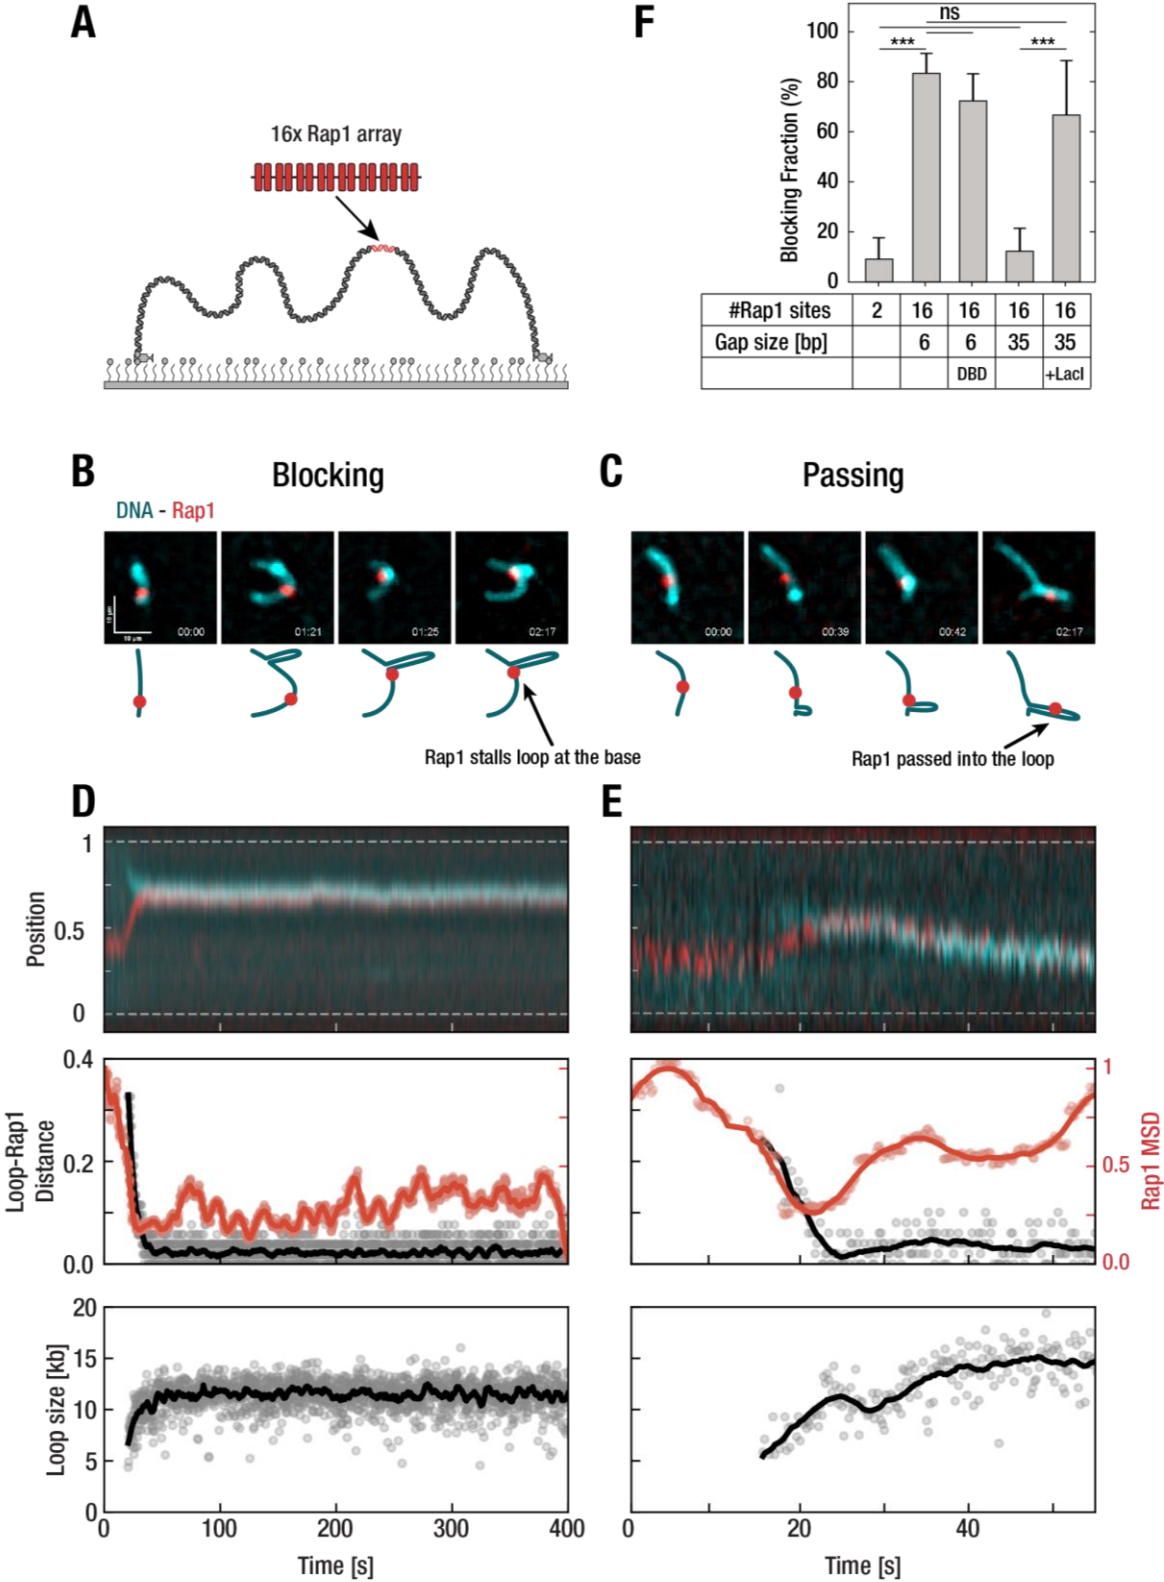 A
16x Rap1 array
F
ns
***
***
Blocking Fraction (%)
100
80
60
40
20
0
#Rap1 sites 2 16 16 16 16
Gap size [bp] 6 6 35 35
DBD +LacI
B
Blocking
DNA - Rap1
10 µm
10 µm
00:00
01:21
01:25
02:17
Rap1 stalls loop at the base
C
Passing
00:00
00:39
00:42
02:17
Rap1 passed into the loop
D
Position
1
0.5
0
Loop-Rap1
Distance
0.4
0.2
0.0
Loop size [kb]
20
15
10
5
0
0 100 200 300 400
Time [s]
E
1
0.5
0.0
Rap1 MSD
0 20 40
Time [s]